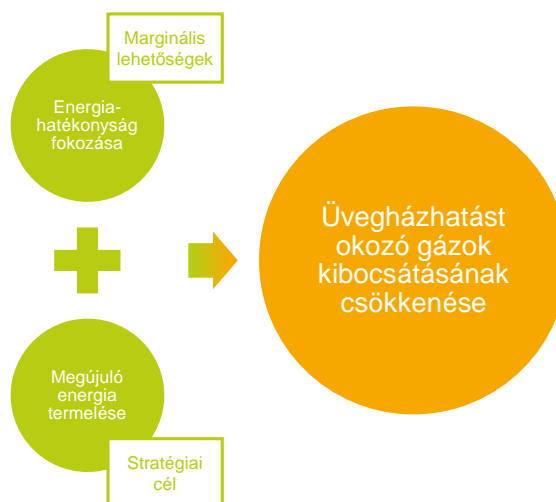 Marginális
lehetőségek
Energia-
hatékonyság
fokozása
Üvegházhatást
okozó gázok
kibocsátásának
csökkenése
Megújuló
energia
termelése
Stratégiai
cél